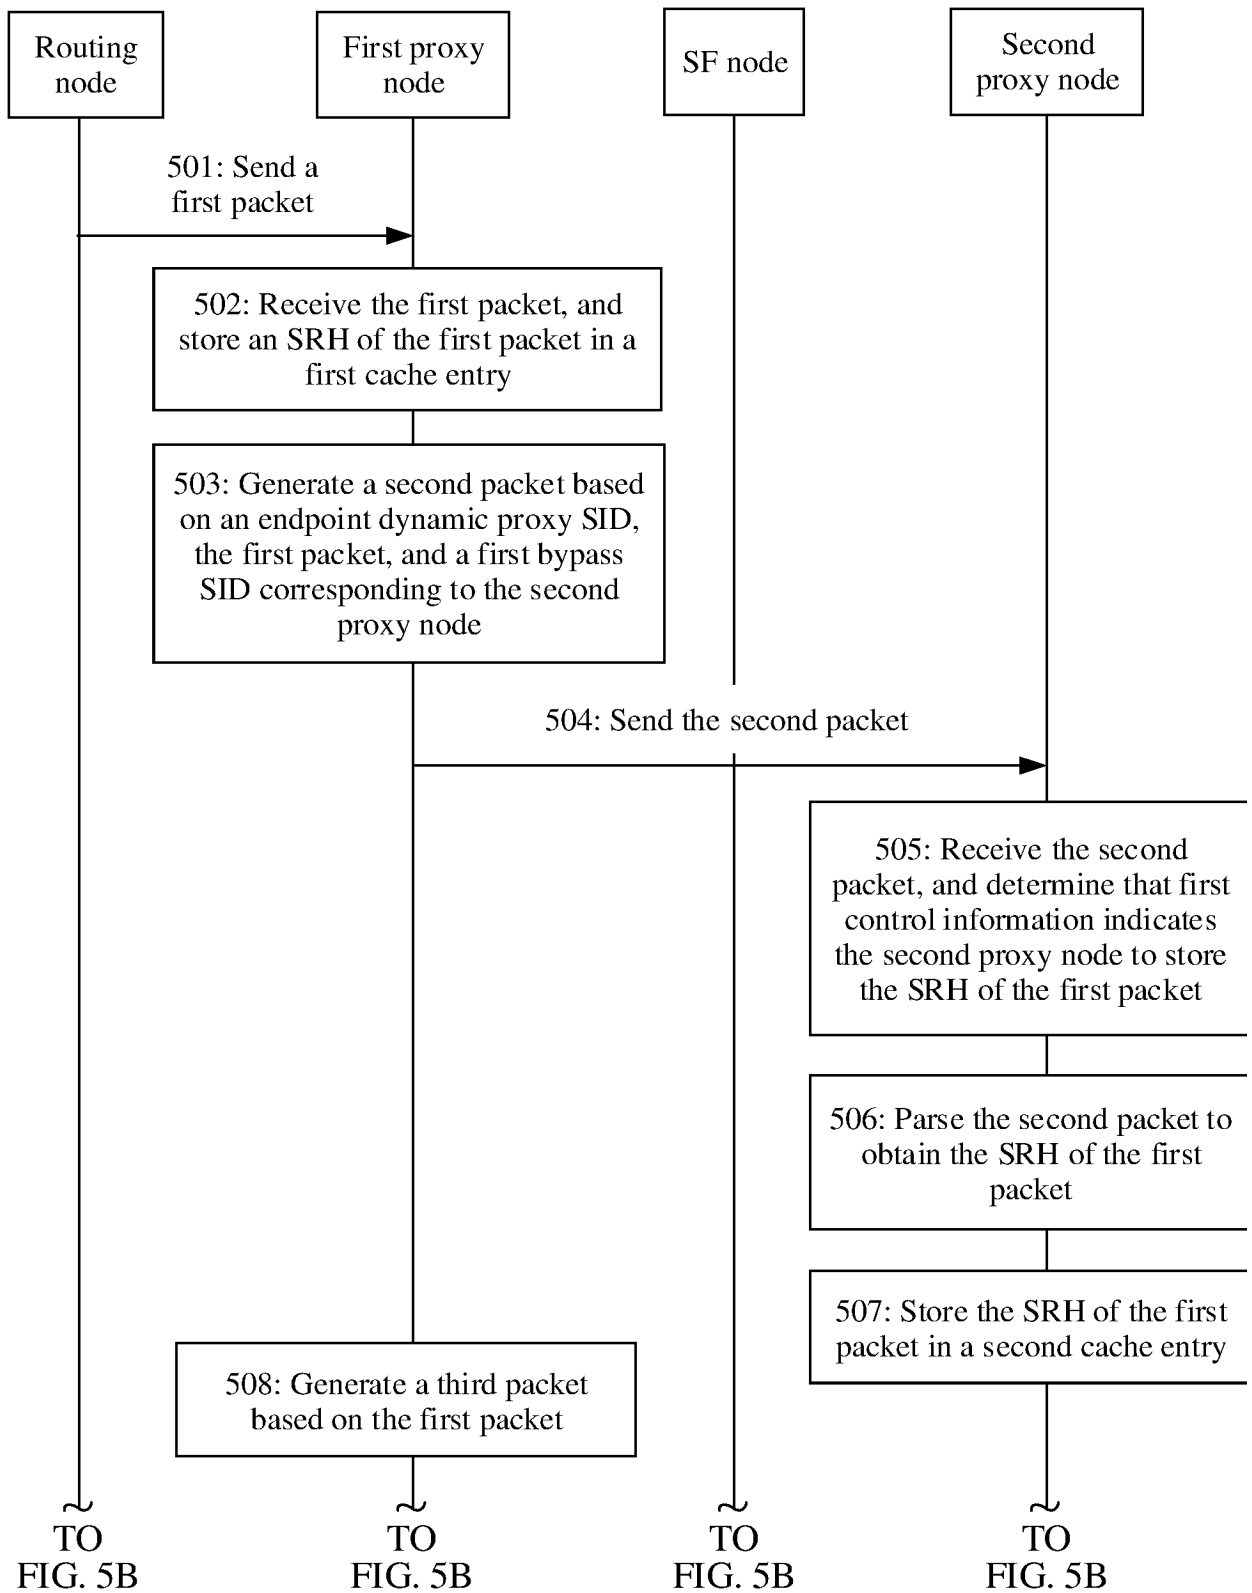 Routing
node
First proxy
node
SF node
Second
proxy node
501: Send a
first packet
502: Receive the first packet, and
store an SRH of the first packet in a
first cache entry
503: Generate a second packet based
on an endpoint dynamic proxy SID,
the first packet, and a first bypass
SID corresponding to the second
proxy node
504: Send the second packet
505: Receive the second
packet, and determine that first
control information indicates
the second proxy node to store
the SRH of the first packet
506: Parse the second packet to
obtain the SRH of the first
packet
507: Store the SRH of the first
packet in a second cache entry
508: Generate a third packet
based on the first packet
TO
FIG. 5B
TO
FIG. 5B
TO
FIG. 5B
TO
FIG. 5B